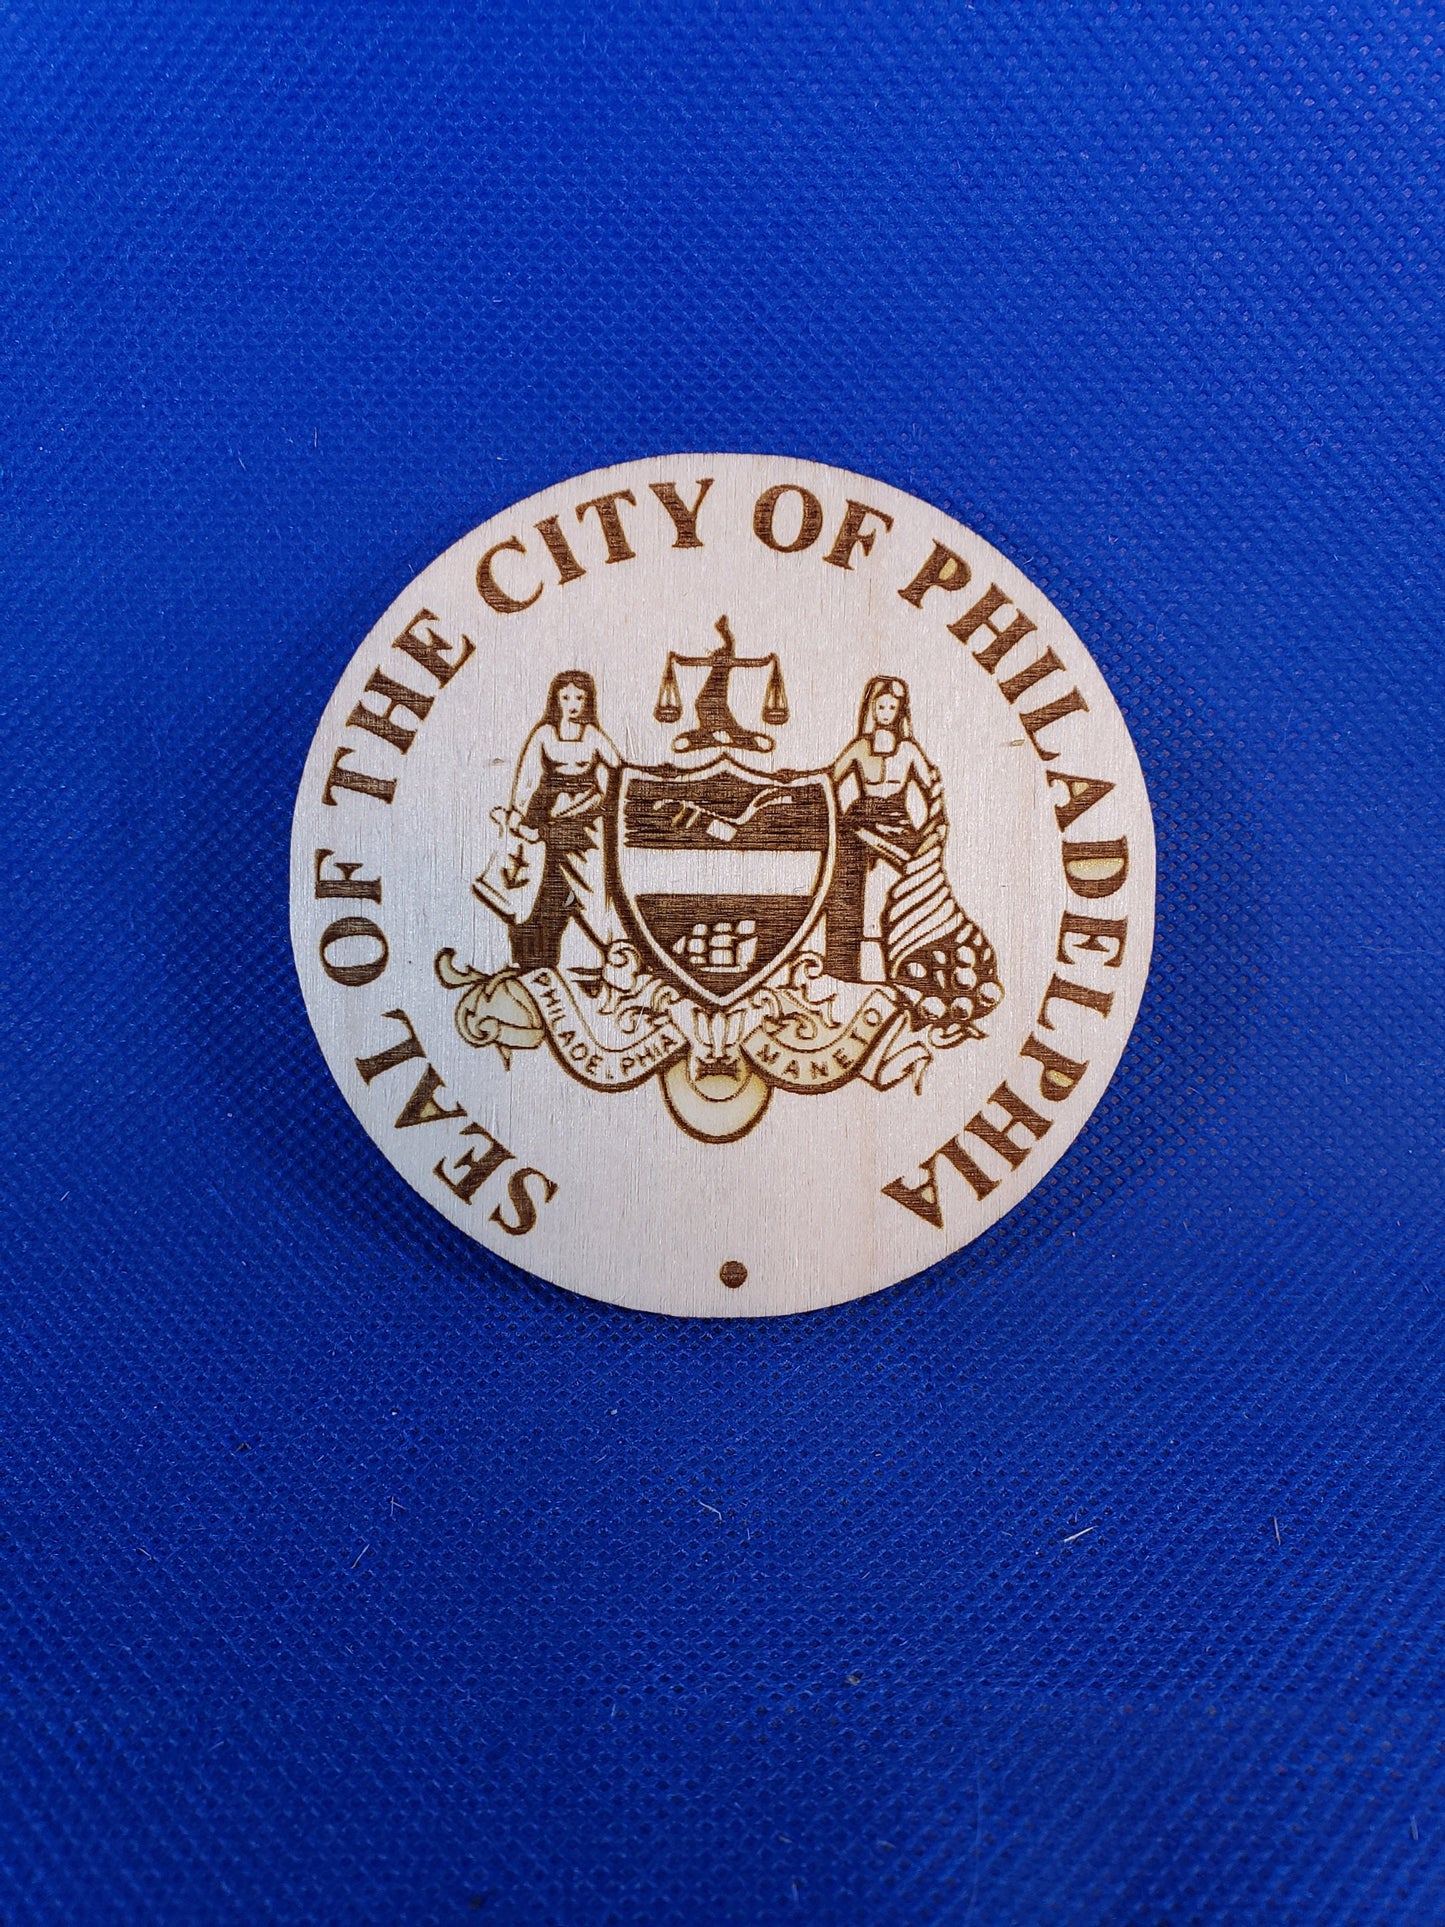 SEAL OF THE CITY OF PHILADELPHIA
PHILADELPHIA
MANETO